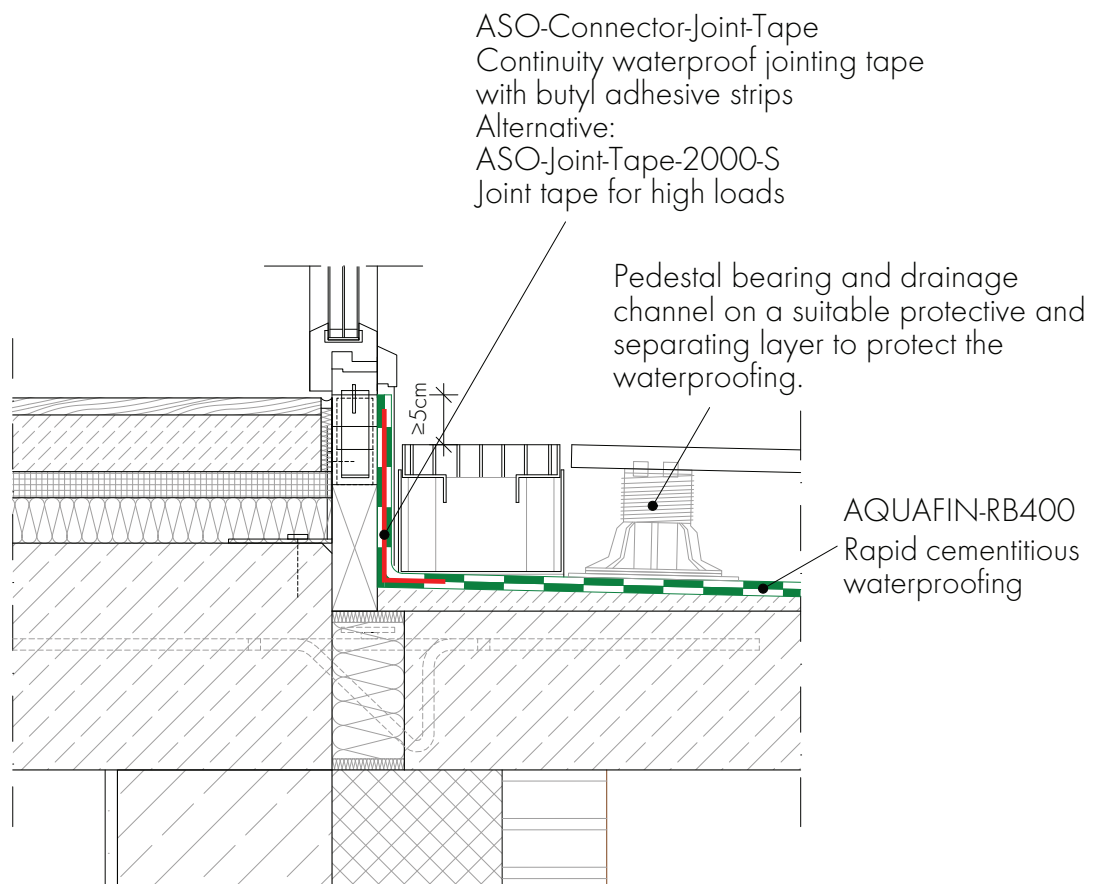 ASO-Connector-Joint-Tape
Continuity waterproof jointing tape
with butyl adhesive strips
Alternative:
ASO-Joint-Tape-2000-S
Joint tape for high loads
Pedestal bearing and drainage
channel on a suitable protective and
separating layer to protect the
waterproofing.
≥5cm
AQUAFIN-RB400
Rapid cementitious
waterproofing